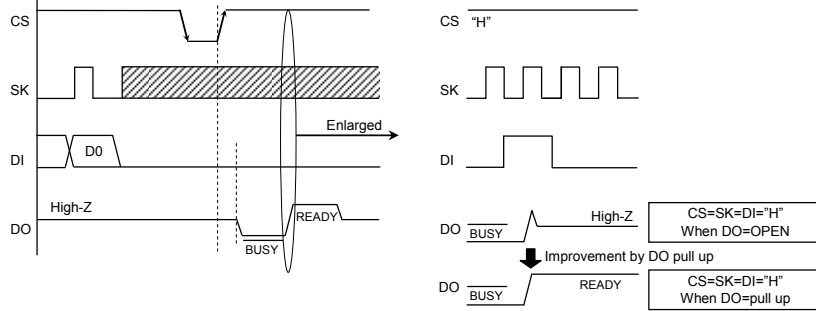 CS
SK
DI
D0
Enlarged
High-Z
DO
BUSY
READY
CS "H"
SK
DI
DO
BUSY
High-Z
CS=SK=DI="H"
When DO=OPEN
Improvement by DO pull up
DO
BUSY
READY
CS=SK=DI="H"
When DO=pull up